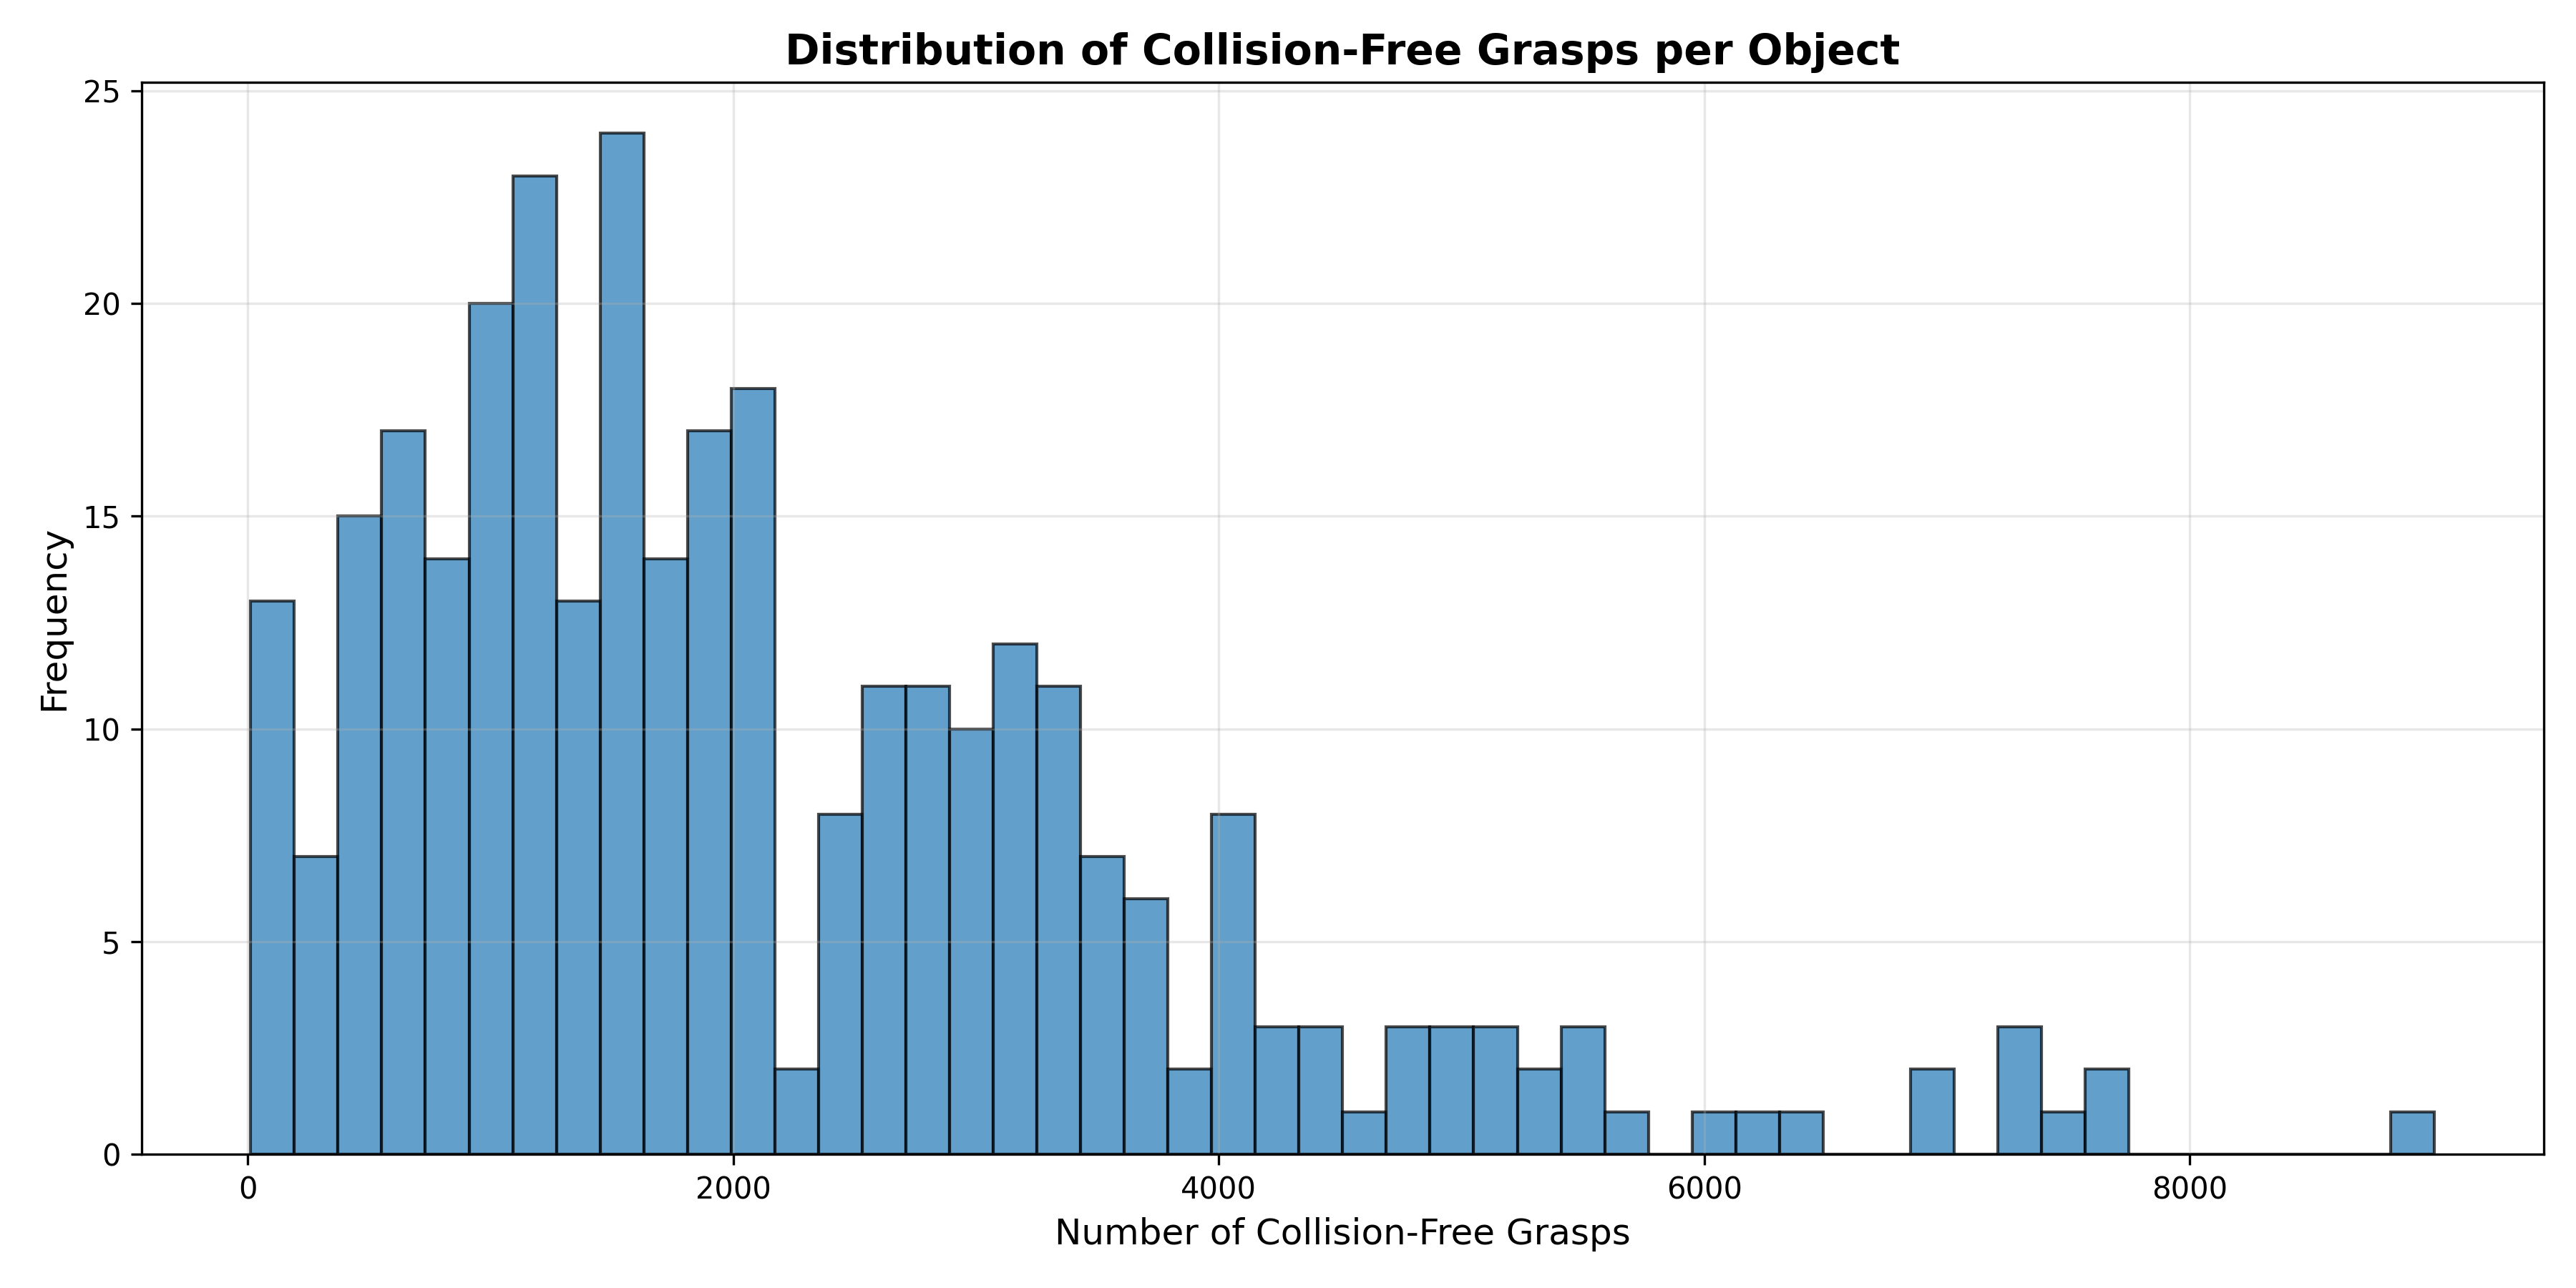 Distribution of Collision-Free Grasps per Object
25
20
15
10
5
0
Frequency
0 2000 4000 6000 8000
Number of Collision-Free Grasps